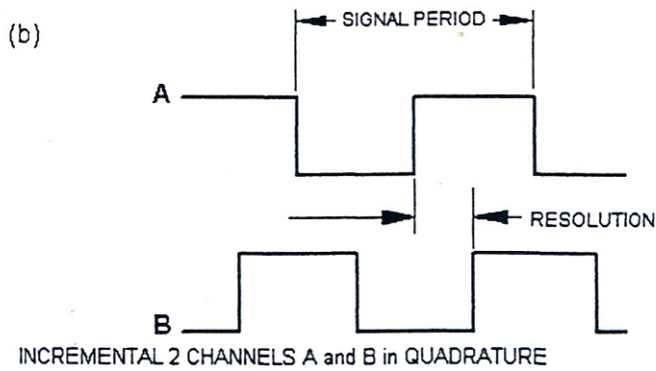 SIGNAL PERIOD
(b)
A
RESOLUTION
B
INCREMENTAL 2 CHANNELS A and B in QUADRATURE